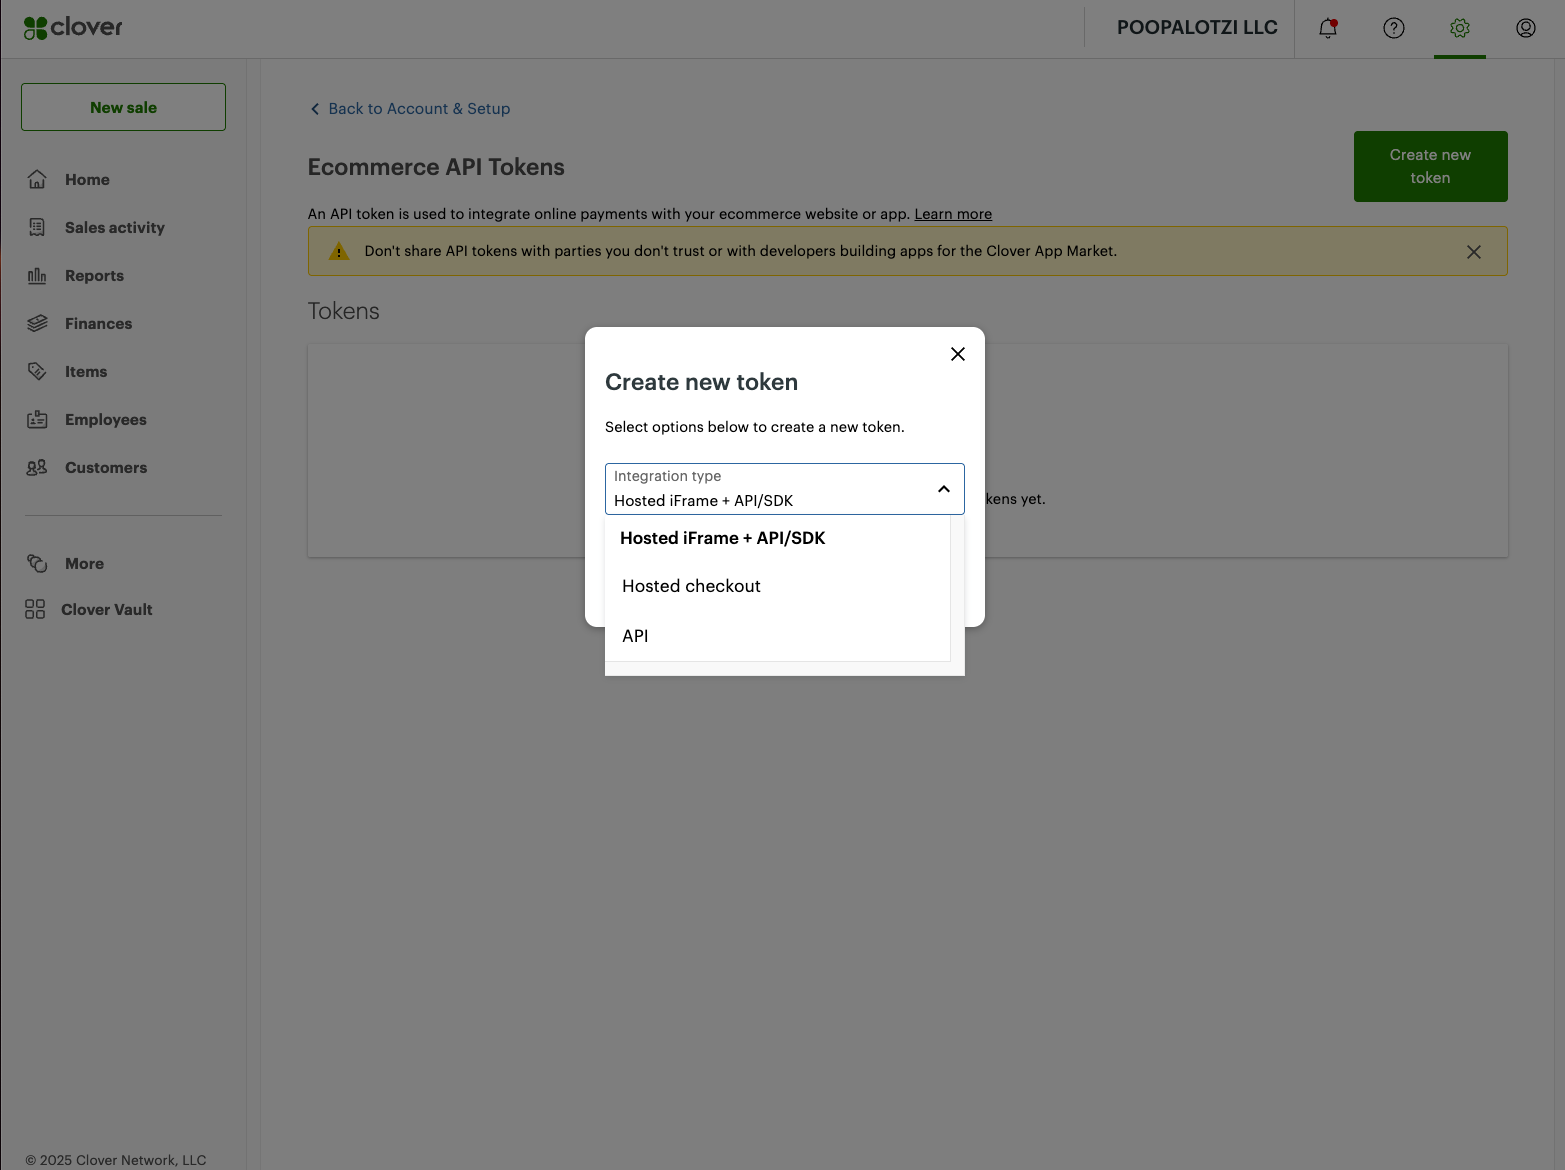 clover
POOPALOTZI LLC
New sale
Home
Sales activity
Reports
Finances
Items
Employees
Customers
More
Clover Vault
© 2025 Clover Network, LLC
Back to Account & Setup
Ecommerce API Tokens
Create new
token
An API token is used to integrate online payments with your ecommerce website or app. Learn more
Don't share API tokens with parties you don't trust or with developers building apps for the Clover App Market.
Tokens
kens yet.
Create new token
Select options below to create a new token.
Integration type
Hosted iFrame + API/SDK
Hosted iFrame + API/SDK
Hosted checkout
API